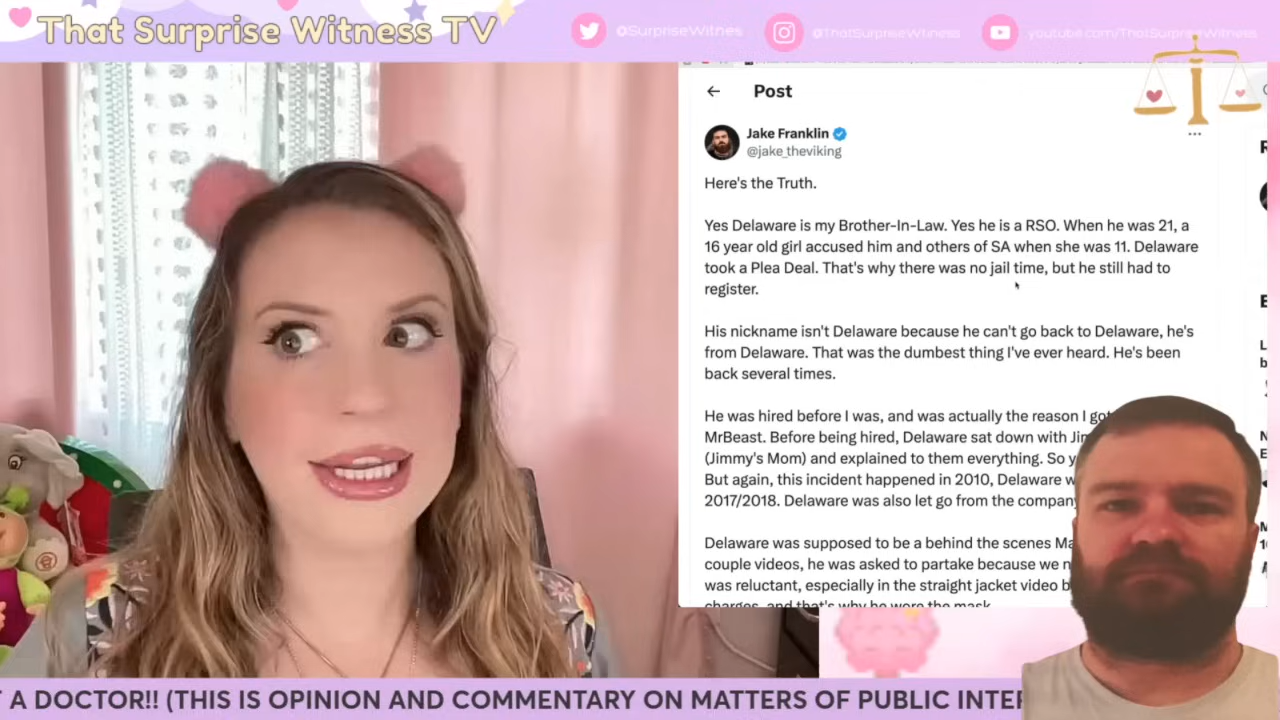 That Surprise Witness TV
@SurpriseWitnes
@ThatSurpriseWitness
youtube.com/ThatSurpriseWitness
Post
Jake Franklin
@jake_theviking
Here's the Truth.
Yes Delaware is my Brother-In-Law. Yes he is a RSO. When he was 21, a
16 year old girl accused him and others of SA when she was 11. Delaware
took a Plea Deal. That's why there was no jail time, but he still had to
register.
His nickname isn't Delaware because he can't go back to Delaware, he's
from Delaware. That was the dumbest thing I've ever heard. He's been
back several times.
He was hired before I was, and was actually the reason I got
MrBeast. Before being hired, Delaware sat down with
(Jimmy's Mom) and explained to them everything. So
But again, this incident happened in 2010, Delaware
2017/2018. Delaware was also let go from the company
Delaware was supposed to be a behind the scenes
couple videos, he was asked to partake because we
was reluctant, especially in the straight jacket video
charges, and that's why he wore the mask
A DOCTOR!! (THIS IS OPINION AND COMMENTARY ON MATTERS OF PUBLIC